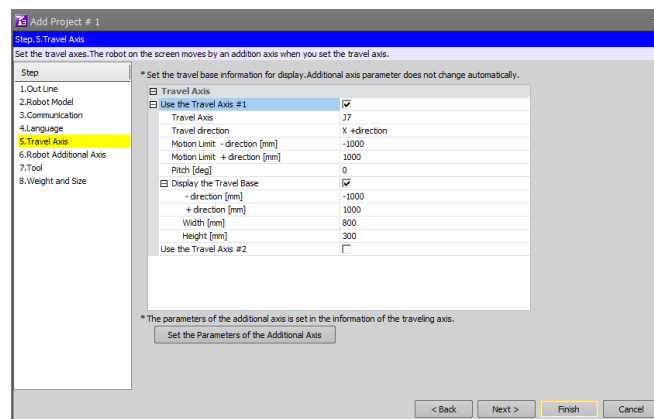 Add Project # 1
Step.5.Travel Axis
Set the travel axes.The robot on the screen moves by an addition axis when you set the travel axis.
Step
1.Out Line
2.Robot Model
3.Communication
4.Language
5.Travel Axis
6.Robot Additional Axis
7.Tool
8.Weight and Size
* Set the travel base information for display.Additional axis parameter does not change automatically.
Travel Axis
Use the Travel Axis #1
Travel Axis J7
Travel direction X +direction
Motion Limit - direction [mm] -1000
Motion Limit + direction [mm] 1000
Pitch [deg] 0
Display the Travel Base
- direction [mm] -1000
+ direction [mm] 1000
Width [mm] 800
Height [mm] 300
Use the Travel Axis #2
* The parameters of the additional axis is set in the information of the traveling axis.
Set the Parameters of the Additional Axis
< Back Next > Finish Cancel